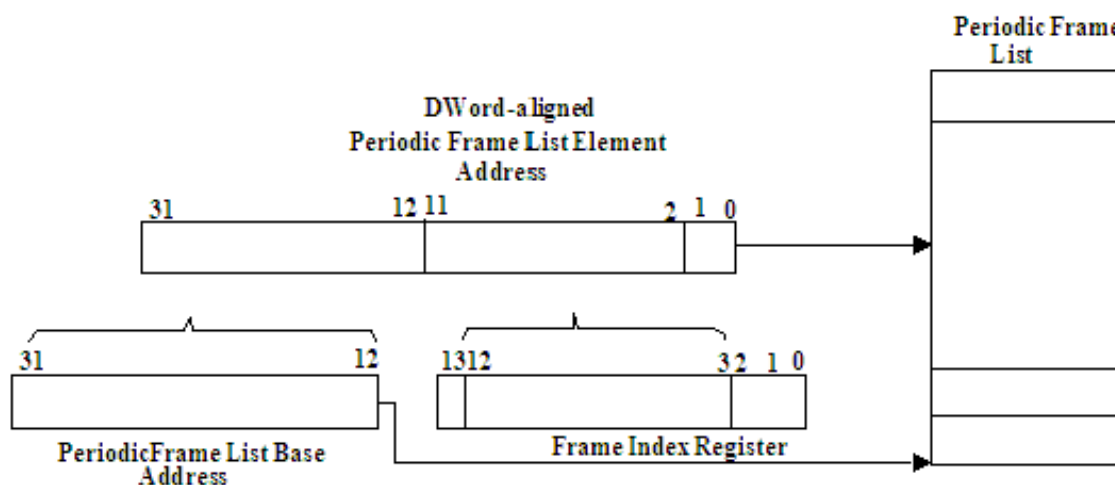 Periodic Frame
List
DWord-aligned
Periodic Frame List Element
Address
31 12 11 2 1 0
31 12 13 12 3 2 1 0
PeriodicFrame List Base
Address
Frame Index Register